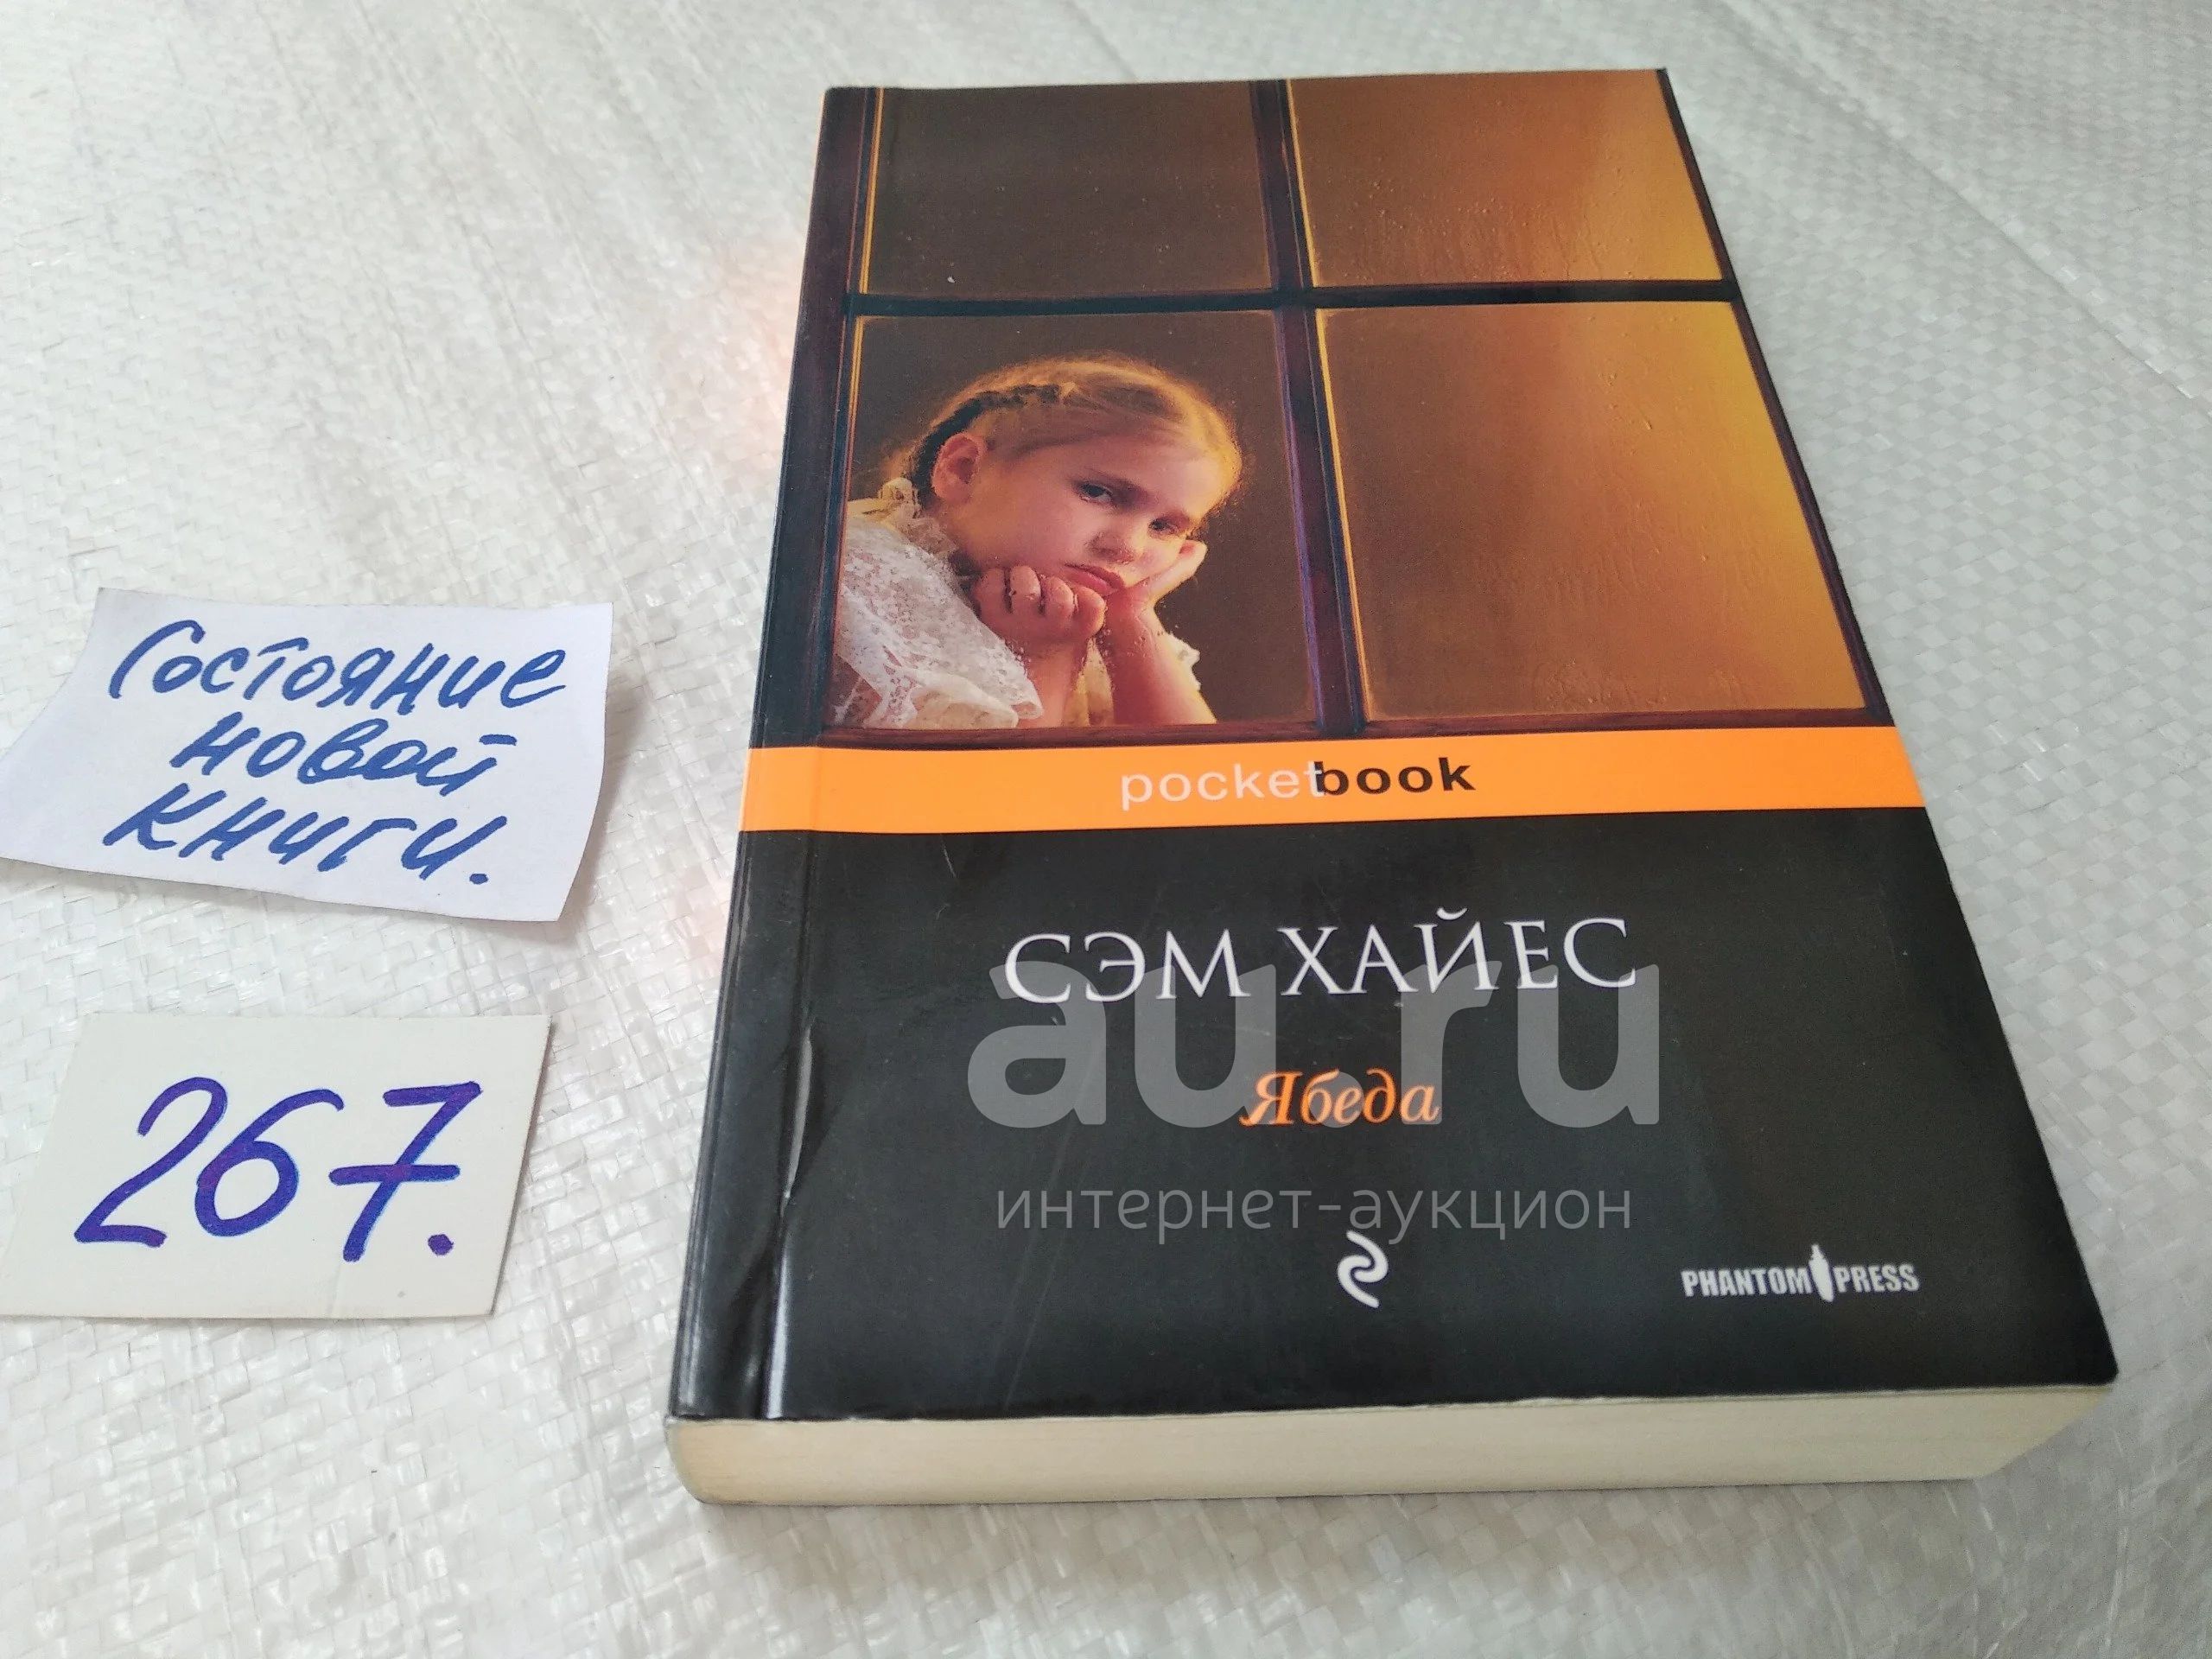 Состояние
новой
книги.
267.
pocketbook
СЭМ ХАЙЕС
Ябеда
PHANTOM PRESS
au.ru
интернет-аукцион